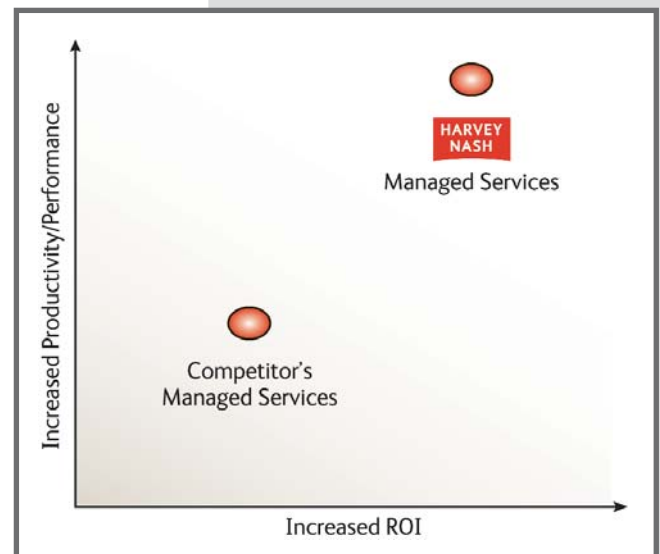 Increased Productivity/Performance
HARVEY
NASH
Managed Services
Competitor's
Managed Services
Increased ROI